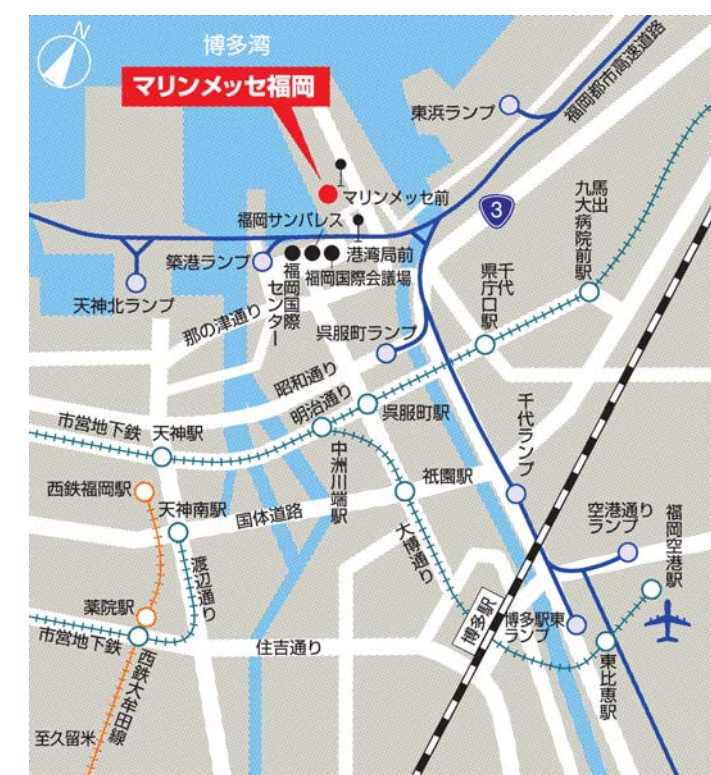 N
博多湾
マリンメッセ福岡
東浜ランプ
福岡都市高速道路
マリンメッセ前
3
馬出
九大病院前駅
福岡サンパレス
築港ランプ
港湾局前
福岡国際会議場
福岡国際
センター
天神北ランプ
那の津通り
千代
県庁口駅
呉服町ランプ
昭和通り
明治通り
呉服町駅
市営地下鉄
天神駅
中洲川端駅
千代ランプ
祇園駅
西鉄福岡駅
天神南駅
国体道路
大博通り
空港通り
ランプ
福岡空港駅
渡辺通り
薬院駅
博多駅
博多駅東
ランプ
市営地下鉄
住吉通り
東比恵駅
西鉄大牟田線
至久留米